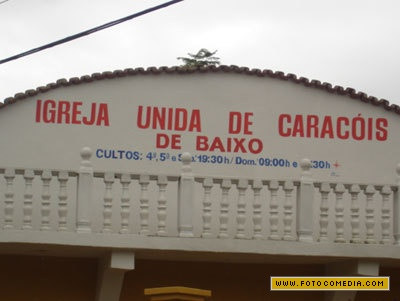 IGREJA UNIDA DE CARACÓIS
DE BAIXO
CULTOS: 4ª, 5ª e 19:30h / Dom. 09:00h e
WWW.FOTOCOMEDIA.COM